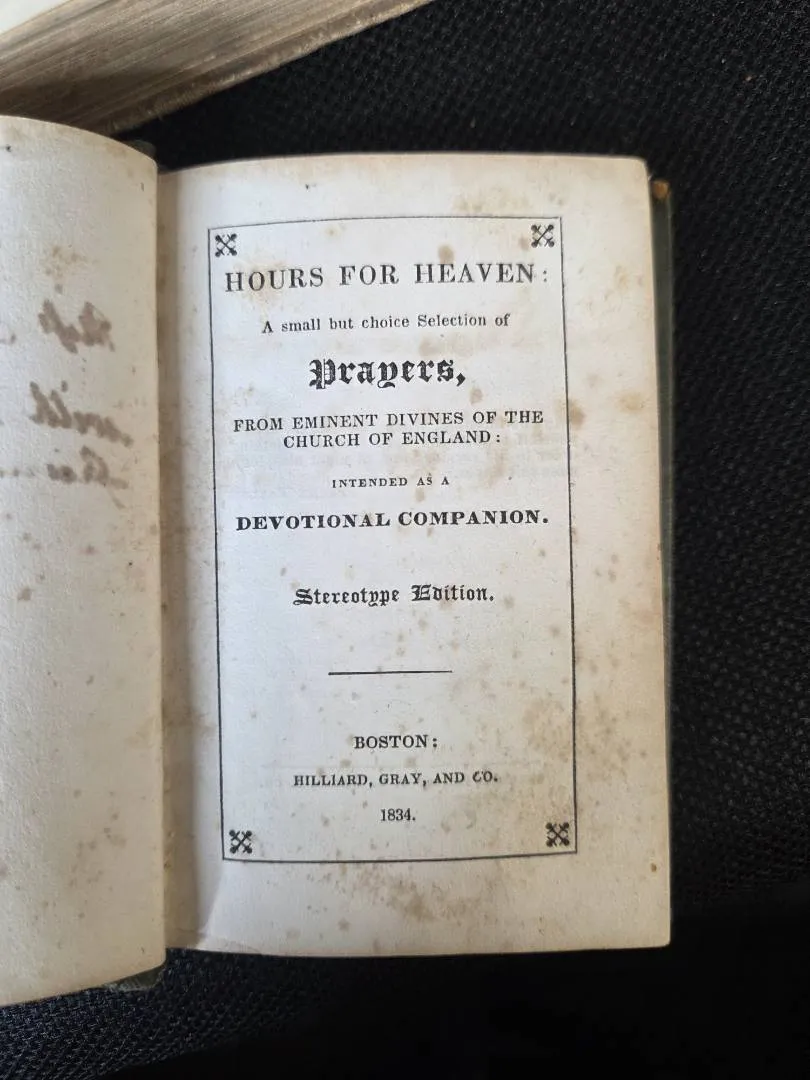 HOURS FOR HEAVEN:
A small but choice Selection of
Prayers,
FROM EMINENT DIVINES OF THE
CHURCH OF ENGLAND:
INTENDED AS A
DEVOTIONAL COMPANION.
Stereotype Edition.
BOSTON:
HILLIARD, GRAY, AND CO.
1834.